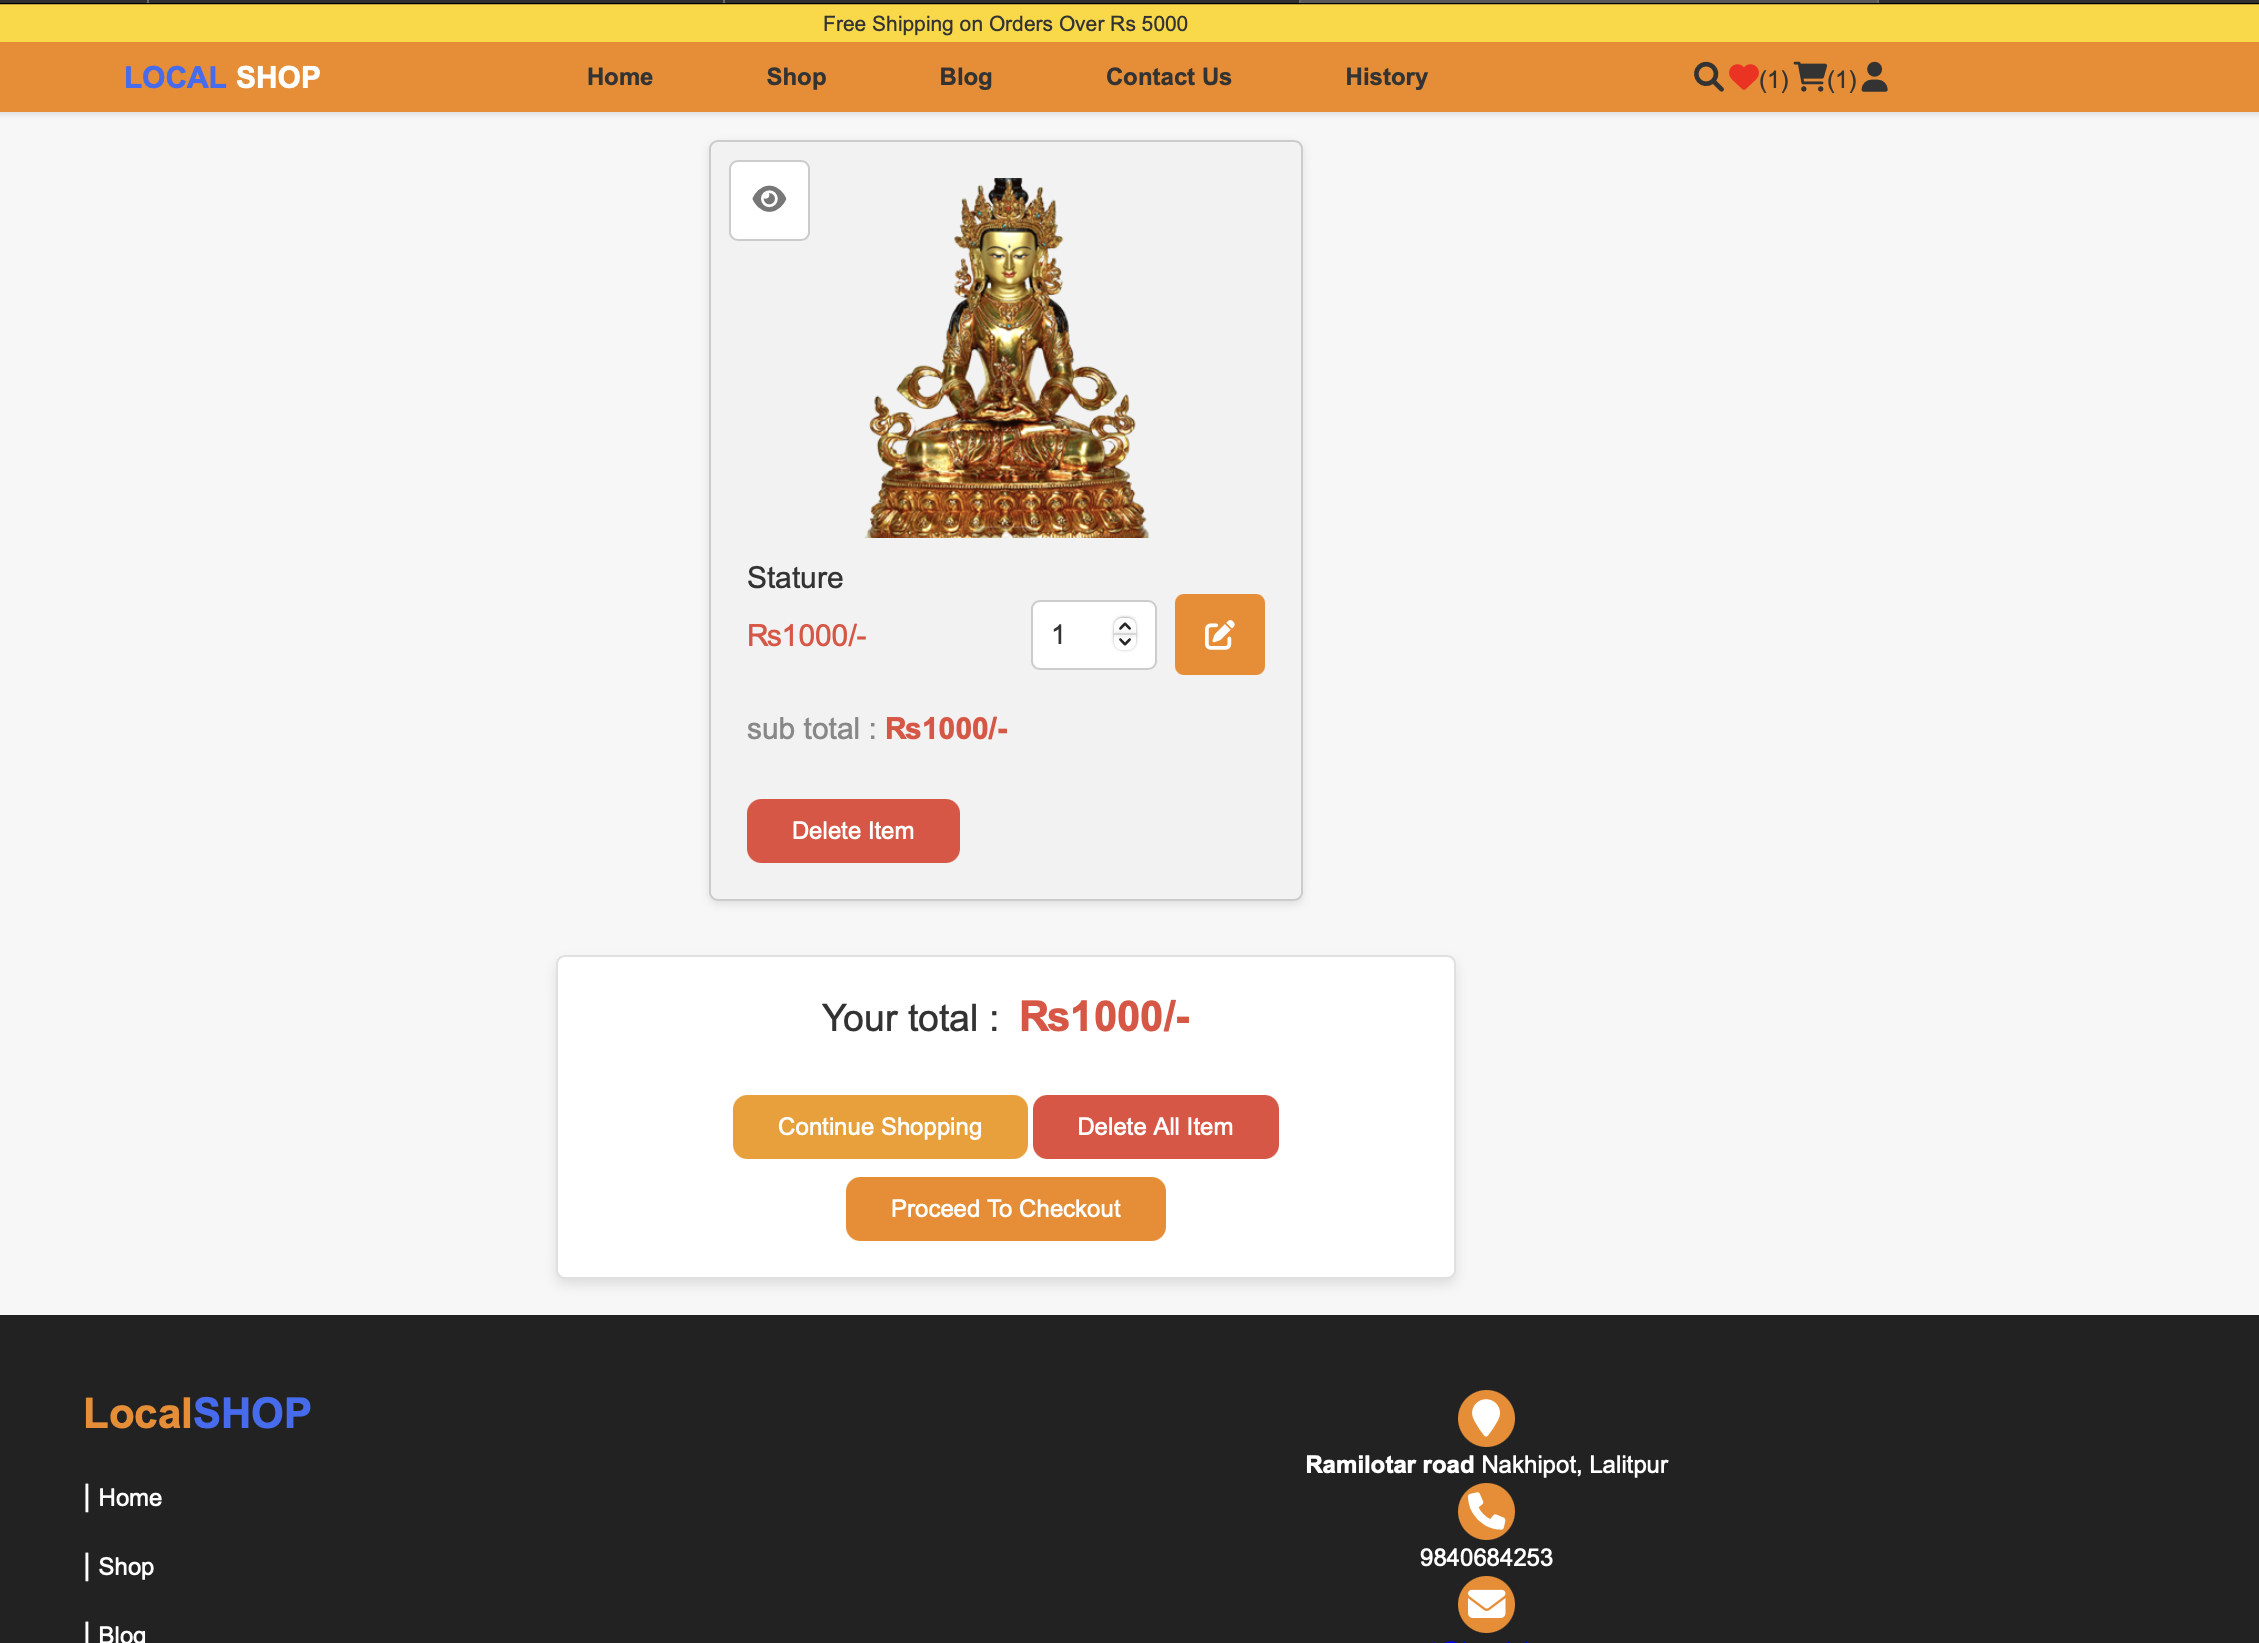 Free Shipping on Orders Over Rs 5000
LOCAL SHOP
Home
Shop
Blog
Contact Us
History
(1)
(1)
Stature
Rs1000/-
1
sub total : Rs1000/-
Delete Item
Your total : Rs1000/-
Continue Shopping
Delete All Item
Proceed To Checkout
LocalSHOP
Home
Shop
Blog
Ramilotar road Nakhipot, Lalitpur
9840684253